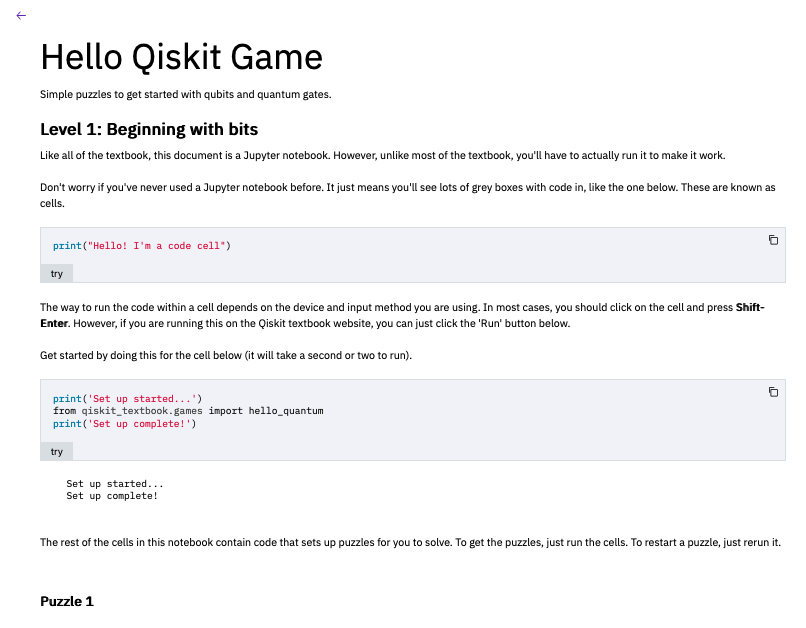 ←
Hello Qiskit Game
Simple puzzles to get started with qubits and quantum gates.
Level 1: Beginning with bits
Like all of the textbook, this document is a Jupyter notebook. However, unlike most of the textbook, you'll have to actually run it to make it work.
Don't worry if you've never used a Jupyter notebook before. It just means you'll see lots of grey boxes with code in, like the one below. These are known as
cells.
print("Hello! I'm a code cell")
try
The way to run the code within a cell depends on the device and input method you are using. In most cases, you should click on the cell and press Shift-
Enter. However, if you are running this on the Qiskit textbook website, you can just click the 'Run' button below.
Get started by doing this for the cell below (it will take a second or two to run).
print('Set up started...')
from qiskit_textbook.games import hello_quantum
print('Set up complete!')
try
Set up started...
Set up complete!
The rest of the cells in this notebook contain code that sets up puzzles for you to solve. To get the puzzles, just run the cells. To restart a puzzle, just rerun it.
Puzzle 1